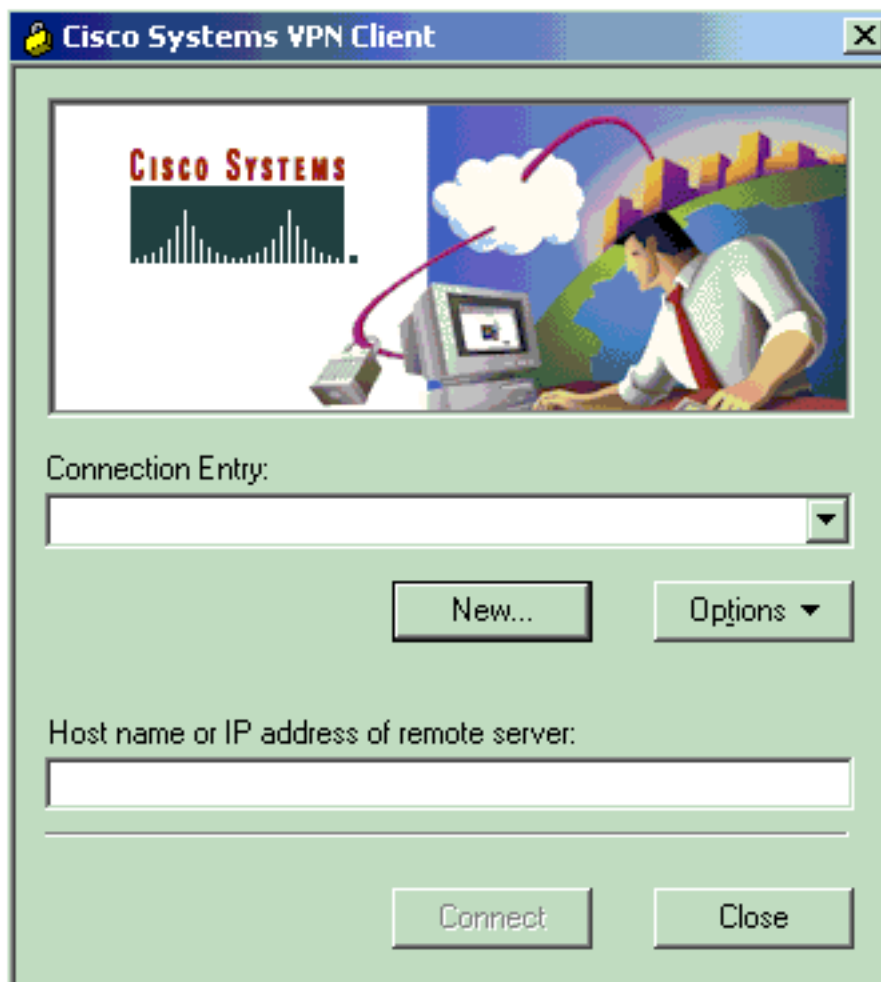 Cisco Systems VPN Client
CISCO SYSTEMS
Connection Entry:
New...
Options
Host name or IP address of remote server:
Connect
Close